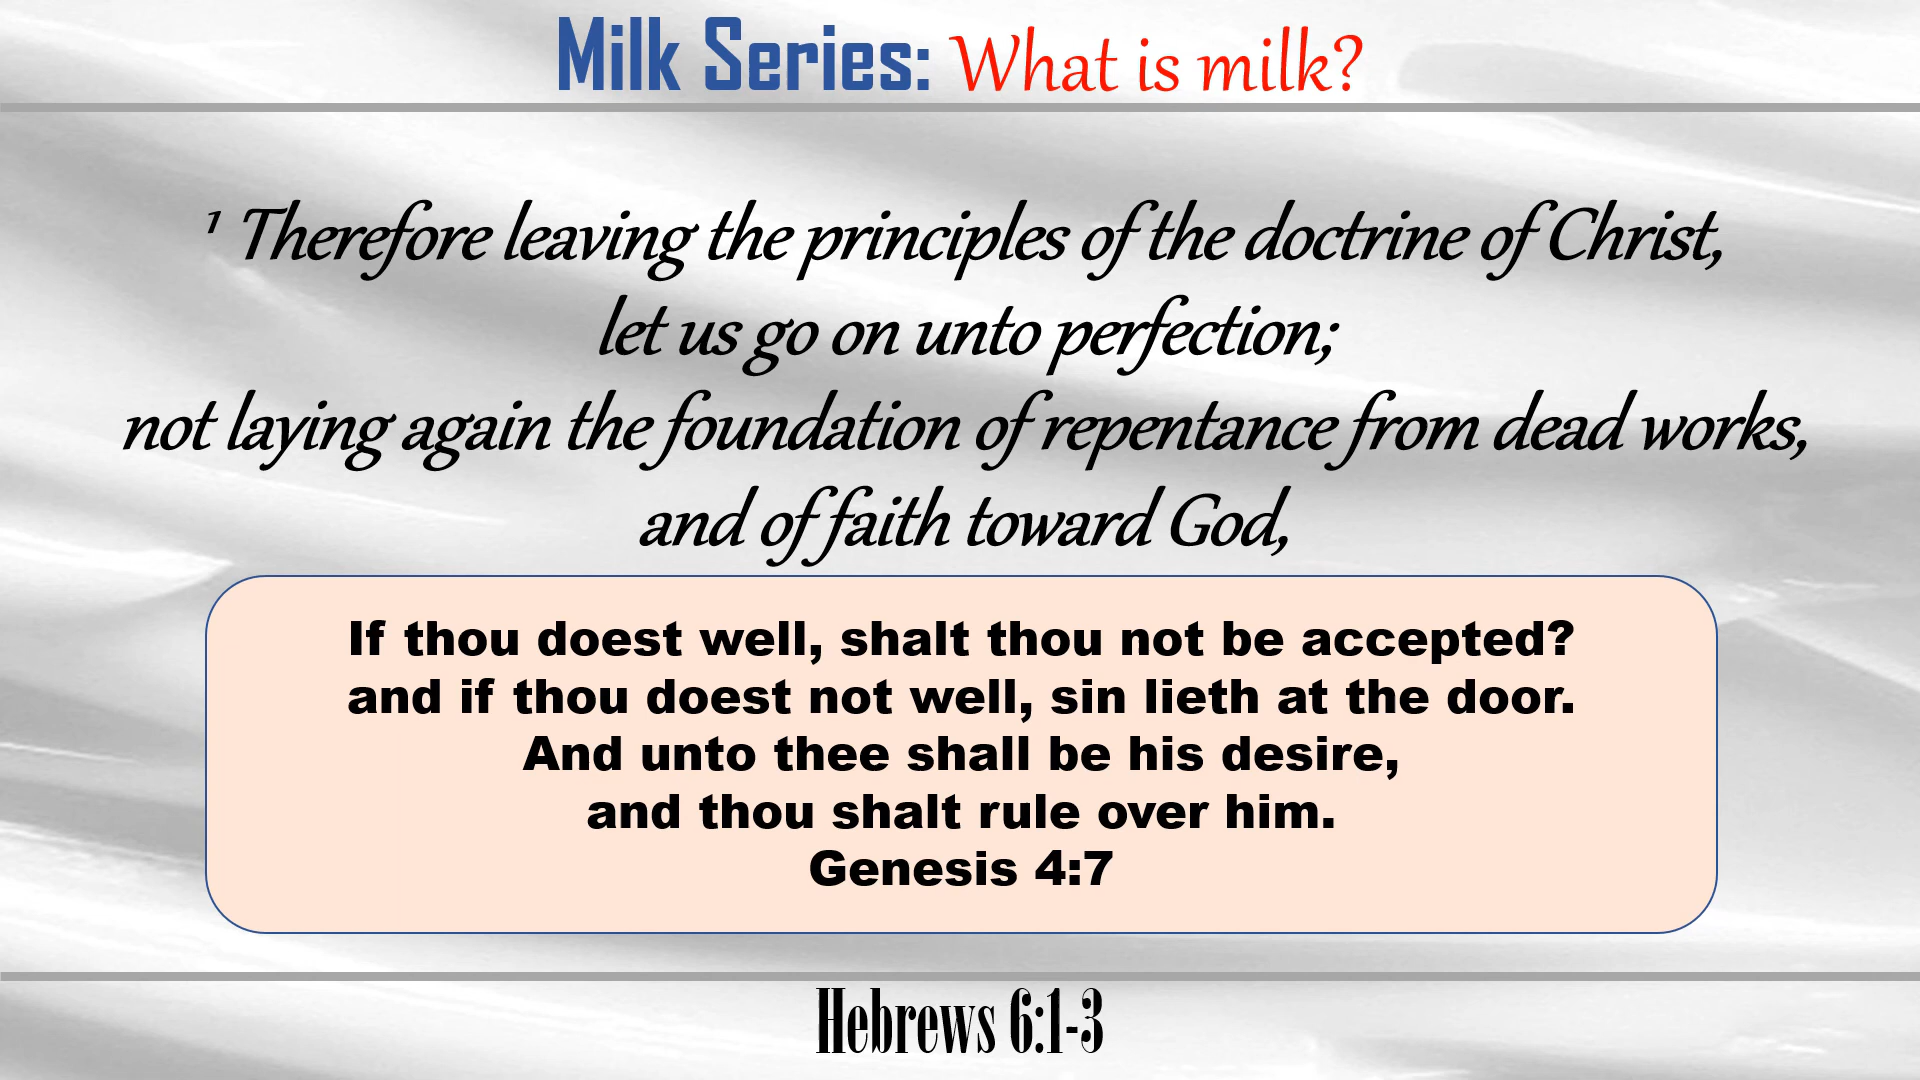 Milk Series: What is milk?
¹ Therefore leaving the principles of the doctrine of Christ,
let us go on unto perfection;
not laying again the foundation of repentance from dead works,
and of faith toward God,
If thou doest well, shalt thou not be accepted?
and if thou doest not well, sin lieth at the door.
And unto thee shall be his desire,
and thou shalt rule over him.
Genesis 4:7
Hebrews 6:1-3